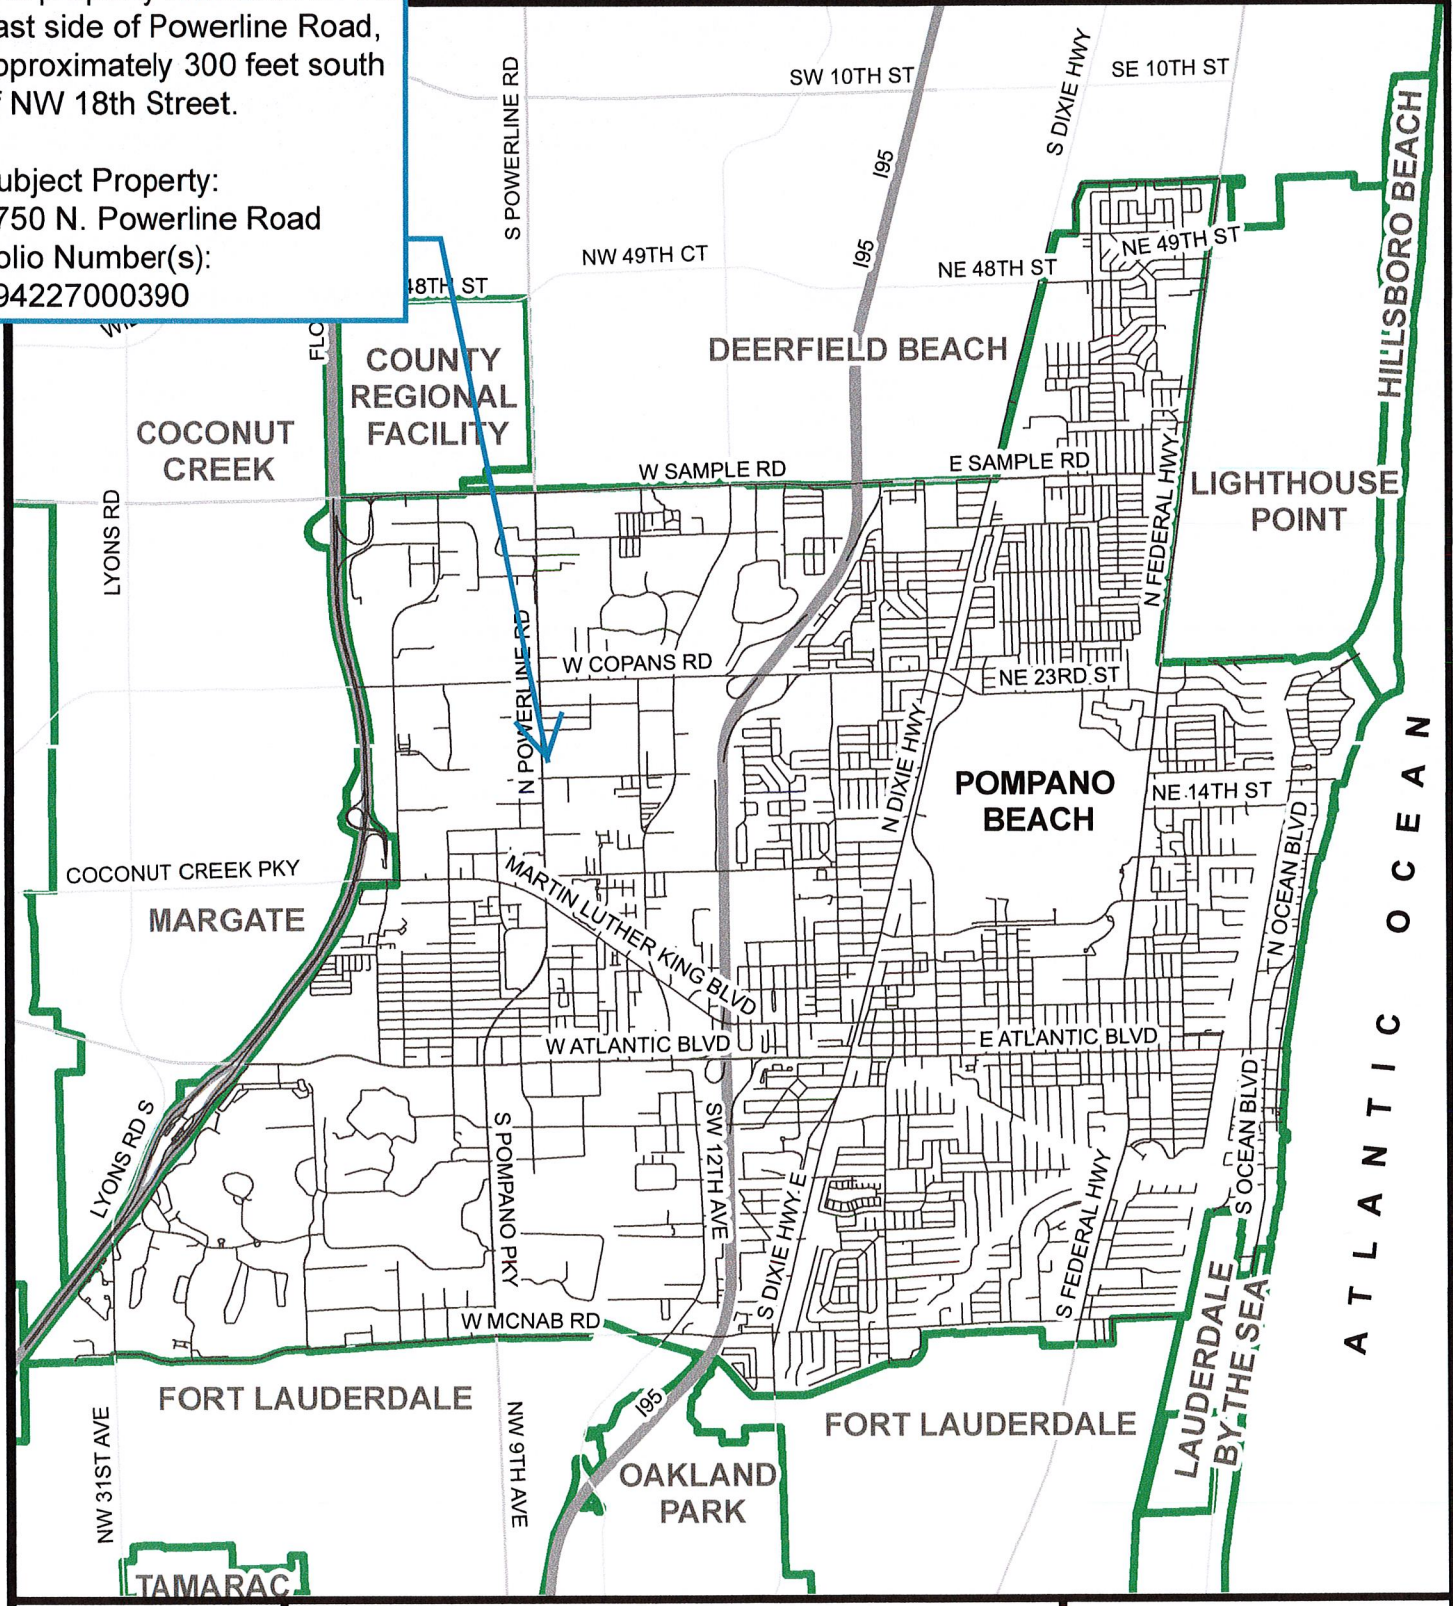 ast side of Powerline Road,
pproximately 300 feet south
f NW 18th Street.
ubject Property:
750 N. Powerline Road
olio Number(s):
94227000390
S POWERLINE RD
SW 10TH ST
S DIXIE HWY
SE 10TH ST
I95
HILLSBORO BEACH
NW 49TH CT
I95
NE 48TH ST
NE 49TH ST
48TH ST
FLO
COUNTY
REGIONAL
FACILITY
DEERFIELD BEACH
COCONUT
CREEK
W SAMPLE RD
E SAMPLE RD
N FEDERAL HWY
LIGHTHOUSE
POINT
LYONS RD
N POWERLINE RD
W COPANS RD
NE 23RD ST
N DIXIE HWY
POMPANO
BEACH
NE 14TH ST
N OCEAN BLVD
ATLANTIC OCEAN
COCONUT CREEK PKY
MARTIN LUTHER KING BLVD
MARGATE
W ATLANTIC BLVD
E ATLANTIC BLVD
LYONS RD S
S POMPANO PKY
SW 12TH AVE
S DIXIE HWY E
S FEDERAL HWY
S OCEAN BLVD
W MCNAB RD
LAUDERDALE
BY THE SEA
FORT LAUDERDALE
I95
FORT LAUDERDALE
NW 31ST AVE
NW 9TH AVE
OAKLAND
PARK
TAMARAC